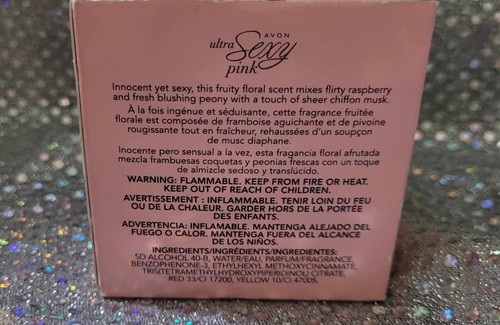 AVON
ultra Sexy
pink
Innocent yet sexy, this fruity floral scent mixes flirty raspberry
and fresh blushing peony with a touch of sheer chiffon musk.
À la fois ingénue et séduisante, cette fragrance fruitée
florale est composée de framboise aguichante et de pivoine
rougissante tout en fraîcheur, rehaussées d'un soupçon
de musc diaphane.
Inocente pero sensual a la vez, esta fragancia floral afrutada
mezcla frambuesas coquetas y peonias frescas con un toque
de almizcle sedoso y translúcido.
WARNING: FLAMMABLE. KEEP FROM FIRE OR HEAT.
KEEP OUT OF REACH OF CHILDREN.
AVERTISSEMENT : INFLAMMABLE. TENIR LOIN DU FEU
OU DE LA CHALEUR. GARDER HORS DE LA PORTÉE
DES ENFANTS.
ADVERTENCIA: INFLAMABLE. MANTENGA ALEJADO DEL
FUEGO O CALOR. MANTENGA FUERA DEL ALCANCE
DE LOS NIÑOS.
INGREDIENTS/INGRÉDIENTS/INGREDIENTES:
SD ALCOHOL 40-B, WATER/EAU, PARFUM/FRAGRANCE,
BENZOPHENONE-3, ETHYLHEXYL METHOXYCINNAMATE,
TRIS(TETRAMETHYLHYDROXYPIPERIDINOL) CITRATE,
RED 33/CI 17200, YELLOW 10/CI 47005.